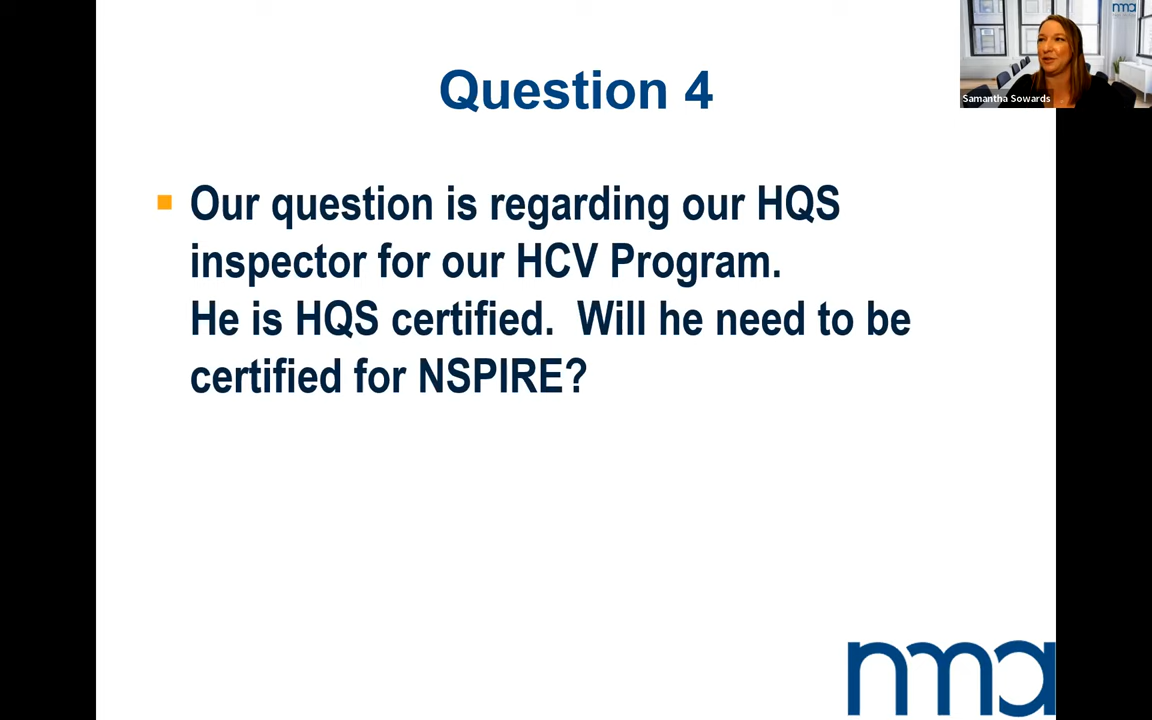 nma
Question 4
Samantha Sowards
Our question is regarding our HQS
inspector for our HCV Program.
He is HQS certified.  Will he need to be
certified for NSPIRE?
nma